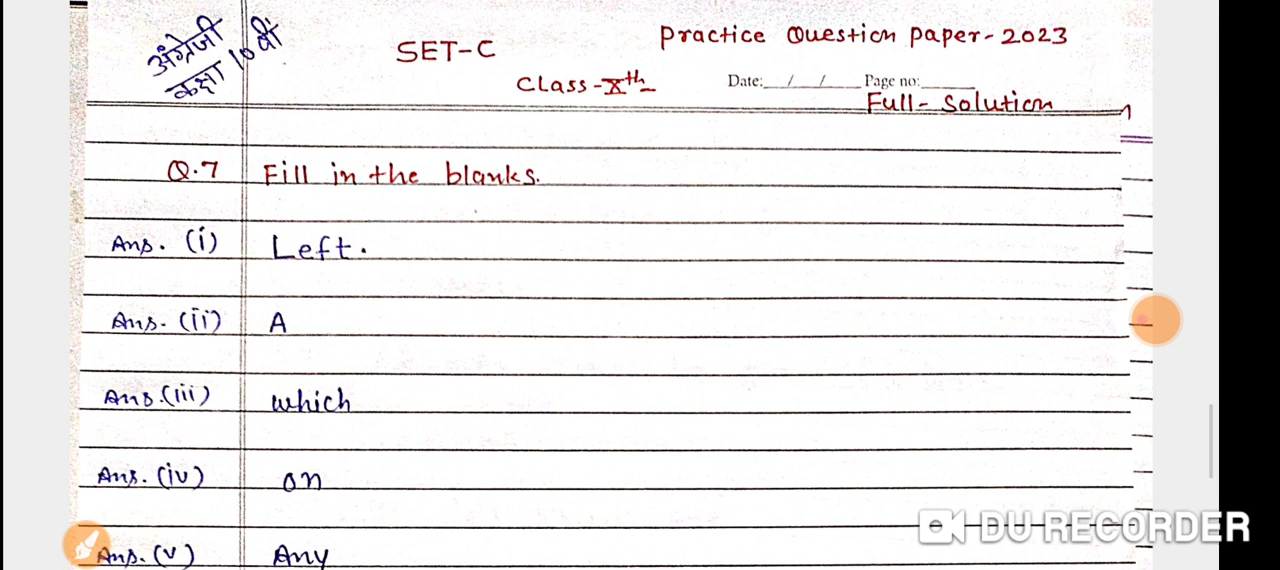 अंग्रेजी
कक्षा 10 वीं
SET-C
Practice Question Paper-2023
Class-Xth
Date: / / Page no:
Full-Solution
Q.7 Fill in the blanks.
Ans. (i) Left.
Ans. (ii) A
Ans. (iii) which
Ans. (iv) on
Ans. (v) Any
DU RECORDER